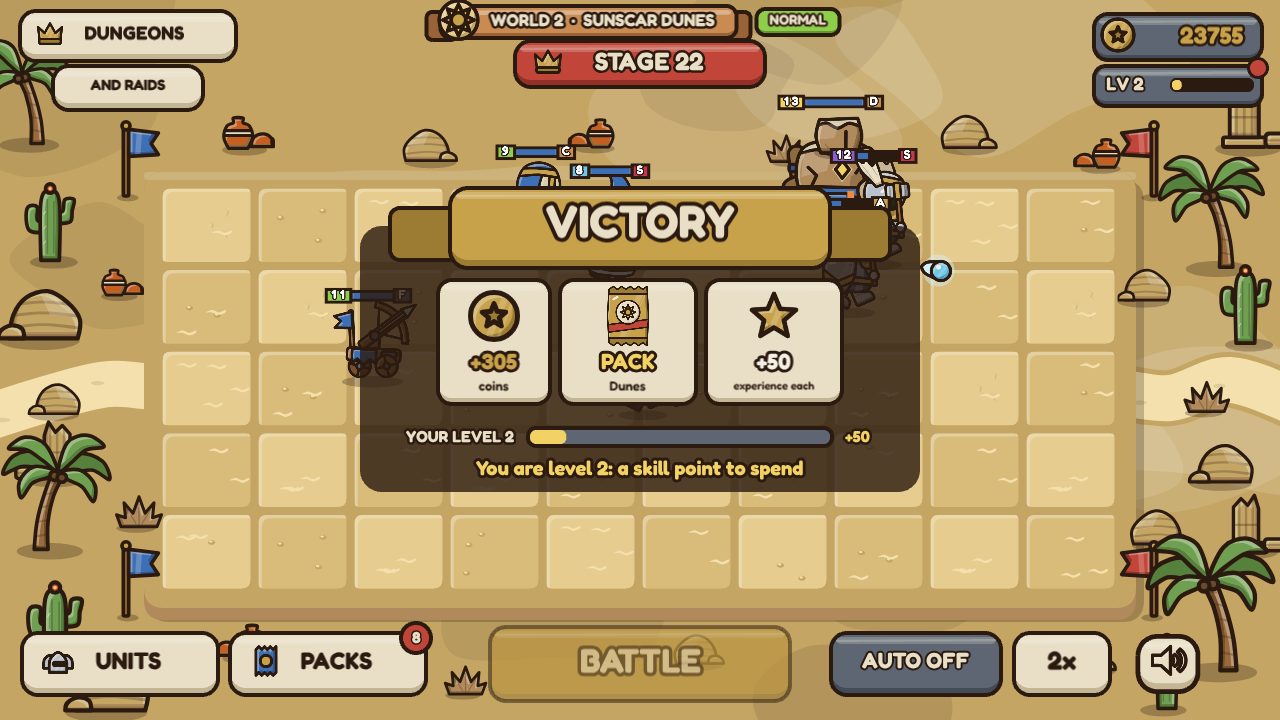 DUNGEONS
AND RAIDS
WORLD 2 • SUNSCAR DUNES
NORMAL
STAGE 22
23755
LV 2
13 D
9 C
8 S
12 S
A
11 F
VICTORY
+305
coins
PACK
Dunes
+50
experience each
YOUR LEVEL 2
+50
You are level 2: a skill point to spend
UNITS
PACKS
8
BATTLE
AUTO OFF
2x